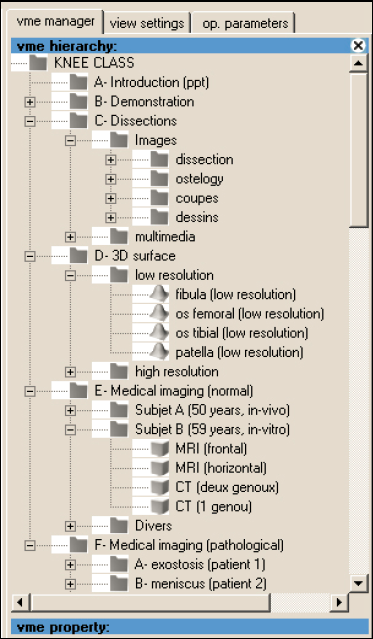 vme manager view settings op. parameters
vme hierarchy:
KNEE CLASS
A- Introduction (ppt)
B- Demonstration
C- Dissections
Images
dissection
ostelogy
coupes
dessins
multimedia
D- 3D surface
low resolution
fibula (low resolution)
os femoral (low resolution)
os tibial (low resolution)
patella (low resolution)
high resolution
E- Medical imaging (normal)
Subjet A (50 years, in-vivo)
Subjet B (59 years, in-vitro)
MRI (frontal)
MRI (horizontal)
CT (deux genoux)
CT (1 genou)
Divers
F- Medical imaging (pathological)
A- exostosis (patient 1)
B- meniscus (patient 2)
vme property: